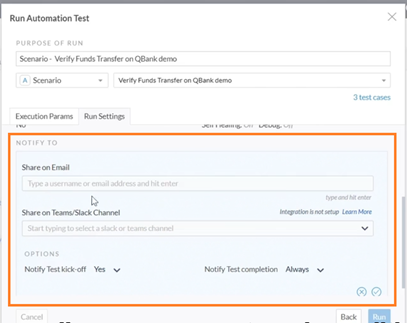 Run Automation Test
PURPOSE OF RUN
Scenario - Verify Funds Transfer on QBank demo
A Scenario
Verify Funds Transfer on QBank demo
3 test cases
Execution Params
Run Settings
No
Self Healing: Off Debug: Off
NOTIFY TO
Share on Email
Type a username or email address and hit enter
type and hit enter
Share on Teams/Slack Channel
Integration is not setup Learn More
Start typing to select a slack or teams channel
OPTIONS
Notify Test kick-off Yes
Notify Test completion Always
Cancel
Back
Run